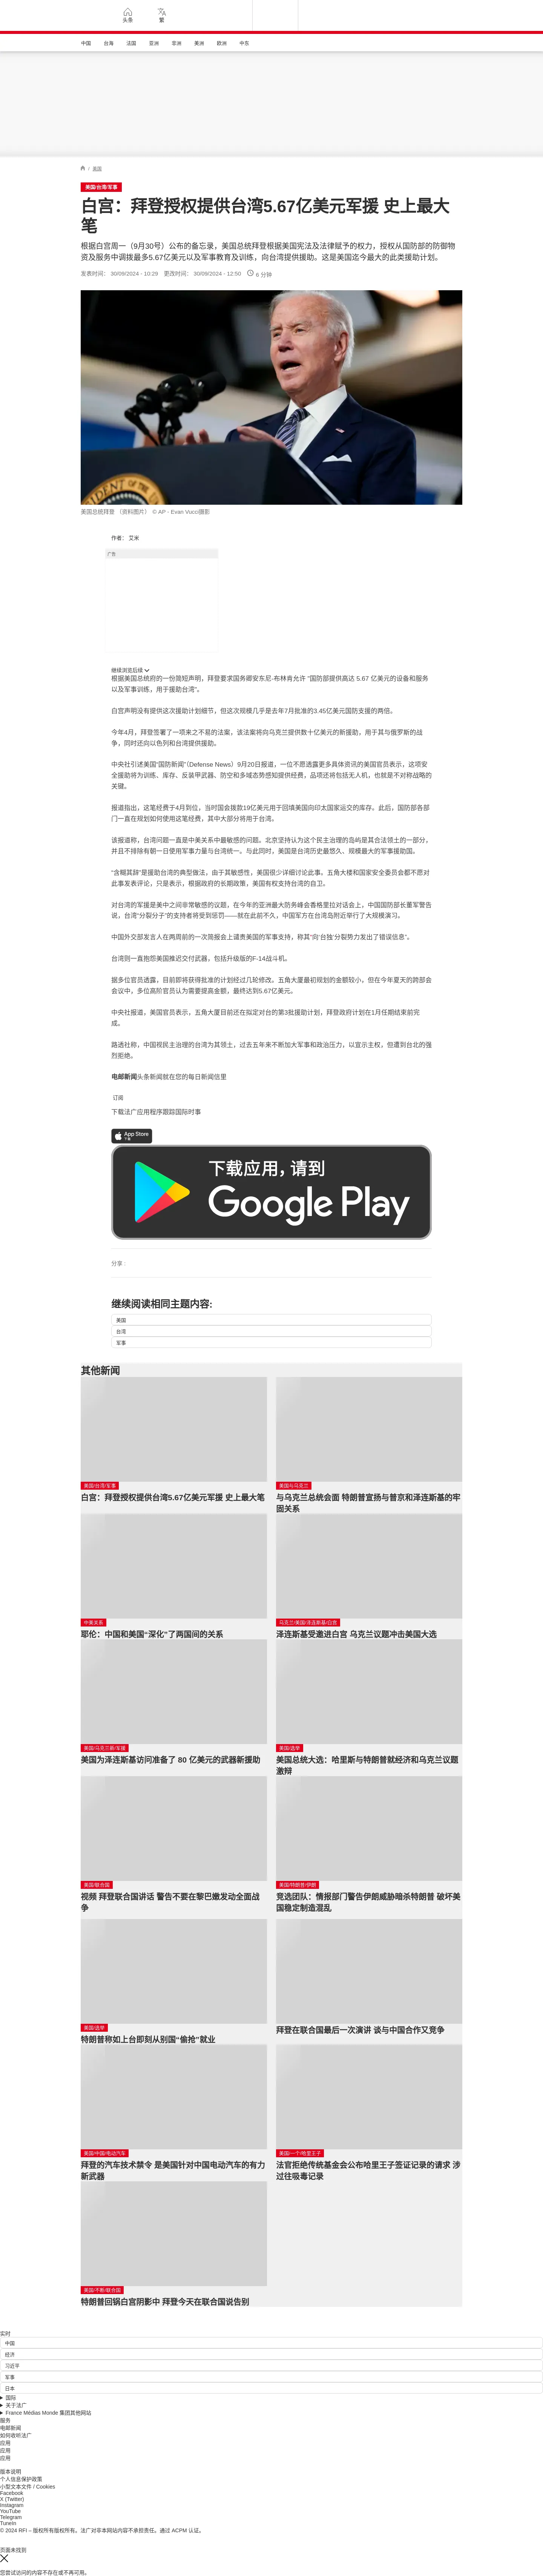 头条
繁
中国 台湾 法国 亚洲 非洲 美洲 欧洲 中东
/ 美国
美国/台湾/军事
白宫：拜登授权提供台湾5.67亿美元军援 史上最大
笔
根据白宫周一（9月30号）公布的备忘录，美国总统拜登根据美国宪法及法律赋予的权力，授权从国防部的防御物
资及服务中调拨最多5.67亿美元以及军事教育及训练，向台湾提供援助。这是美国迄今最大的此类援助计划。
发表时间： 30/09/2024 - 10:29 更改时间： 30/09/2024 - 12:50 6 分钟
美国总统拜登 （资料图片） © AP - Evan Vucci摄影
作者： 艾米
广告
继续浏览后续
根据美国总统府的一份简短声明，拜登要求国务卿安东尼·布林肯允许 “国防部提供高达 5.67 亿美元的设备和服务
以及军事训练，用于援助台湾”。
白宫声明没有提供这次援助计划细节，但这次规模几乎是去年7月批准的3.45亿美元国防支援的两倍。
今年4月，拜登签署了一项来之不易的法案，该法案将向乌克兰提供数十亿美元的新援助，用于其与俄罗斯的战
争，同时还向以色列和台湾提供援助。
中央社引述美国“国防新闻”（Defense News）9月20日报道，一位不愿透露更多具体资讯的美国官员表示，这项安
全援助将为训练、库存、反装甲武器、防空和多域态势感知提供经费，品项还将包括无人机，也就是不对称战略的
关键。
报道指出，这笔经费于4月到位，当时国会拨款19亿美元用于回填美国向印太国家运交的库存。此后，国防部各部
门一直在规划如何使用这笔经费，其中大部分将用于台湾。
该报道称，台湾问题一直是中美关系中最敏感的问题。北京坚持认为这个民主治理的岛屿是其合法领土的一部分，
并且不排除有朝一日使用军事力量与台湾统一。与此同时，美国是台湾历史最悠久、规模最大的军事援助国。
“含糊其辞”是援助台湾的典型做法，由于其敏感性，美国很少详细讨论此事。五角大楼和国家安全委员会都不愿对
此事发表评论，只是表示，根据政府的长期政策，美国有权支持台湾的自卫。
对台湾的军援是美中之间非常敏感的议题，在今年的亚洲最大防务峰会香格里拉对话会上，中国国防部长董军警告
说，台湾“分裂分子”的支持者将受到惩罚——就在此前不久，中国军方在台湾岛附近举行了大规模演习。
中国外交部发言人在两周前的一次简报会上谴责美国的军事支持，称其“向‘台独’分裂势力发出了错误信息”。
台湾则一直抱怨美国推迟交付武器，包括升级版的F-14战斗机。
据多位官员透露，目前即将获得批准的计划经过几轮修改。五角大厦最初规划的金额较小，但在今年夏天的跨部会
会议中，多位高阶官员认为需要提高金额，最终达到5.67亿美元。
中央社报道，美国官员表示，五角大厦目前还在拟定对台的第3批援助计划，拜登政府计划在1月任期结束前完
成。
路透社称，中国视民主治理的台湾为其领土，过去五年来不断加大军事和政治压力，以宣示主权，但遭到台北的强
烈拒绝。
电邮新闻头条新闻就在您的每日新闻信里
订阅
下载法广应用程序跟踪国际时事
App Store
下载
下载应用，请到
Google Play
分享 :
继续阅读相同主题内容:
美国
台湾
军事
其他新闻
美国/台湾/军事
白宫：拜登授权提供台湾5.67亿美元军援 史上最大笔
美国与乌克兰
与乌克兰总统会面 特朗普宣扬与普京和泽连斯基的牢
固关系
中美关系
耶伦：中国和美国“深化”了两国间的关系
乌克兰/美国/泽连斯基/白宫
泽连斯基受邀进白宫 乌克兰议题冲击美国大选
美国/乌克兰新/军援
美国为泽连斯基访问准备了 80 亿美元的武器新援助
美国/选举
美国总统大选：哈里斯与特朗普就经济和乌克兰议题
激辩
美国/联合国
视频 拜登联合国讲话 警告不要在黎巴嫩发动全面战
争
美国/特朗普/伊朗
竞选团队：情报部门警告伊朗威胁暗杀特朗普 破坏美
国稳定制造混乱
美国/选举
特朗普称如上台即刻从别国“偷抢”就业
拜登在联合国最后一次演讲 谈与中国合作又竞争
美国/中国/电动汽车
拜登的汽车技术禁令 是美国针对中国电动汽车的有力
新武器
美国/一个/哈里王子
法官拒绝传统基金会公布哈里王子签证记录的请求 涉
过往吸毒记录
美国/不断/联合国
特朗普回锅白宫阴影中 拜登今天在联合国说告别
实时
中国
经济
习近平
军事
日本
国际
关于法广
France Médias Monde 集团其他网站
服务
电邮新闻
如何收听法广
应用
应用
应用
版本说明
个人信息保护政策
小型文本文件 / Cookies
Facebook
X (Twitter)
Instagram
YouTube
Telegram
TuneIn
© 2024 RFI – 版权所有版权所有。法广对非本网站内容不承担责任。通过 ACPM 认证。
页面未找到
您尝试访问的内容不存在或不再可用。